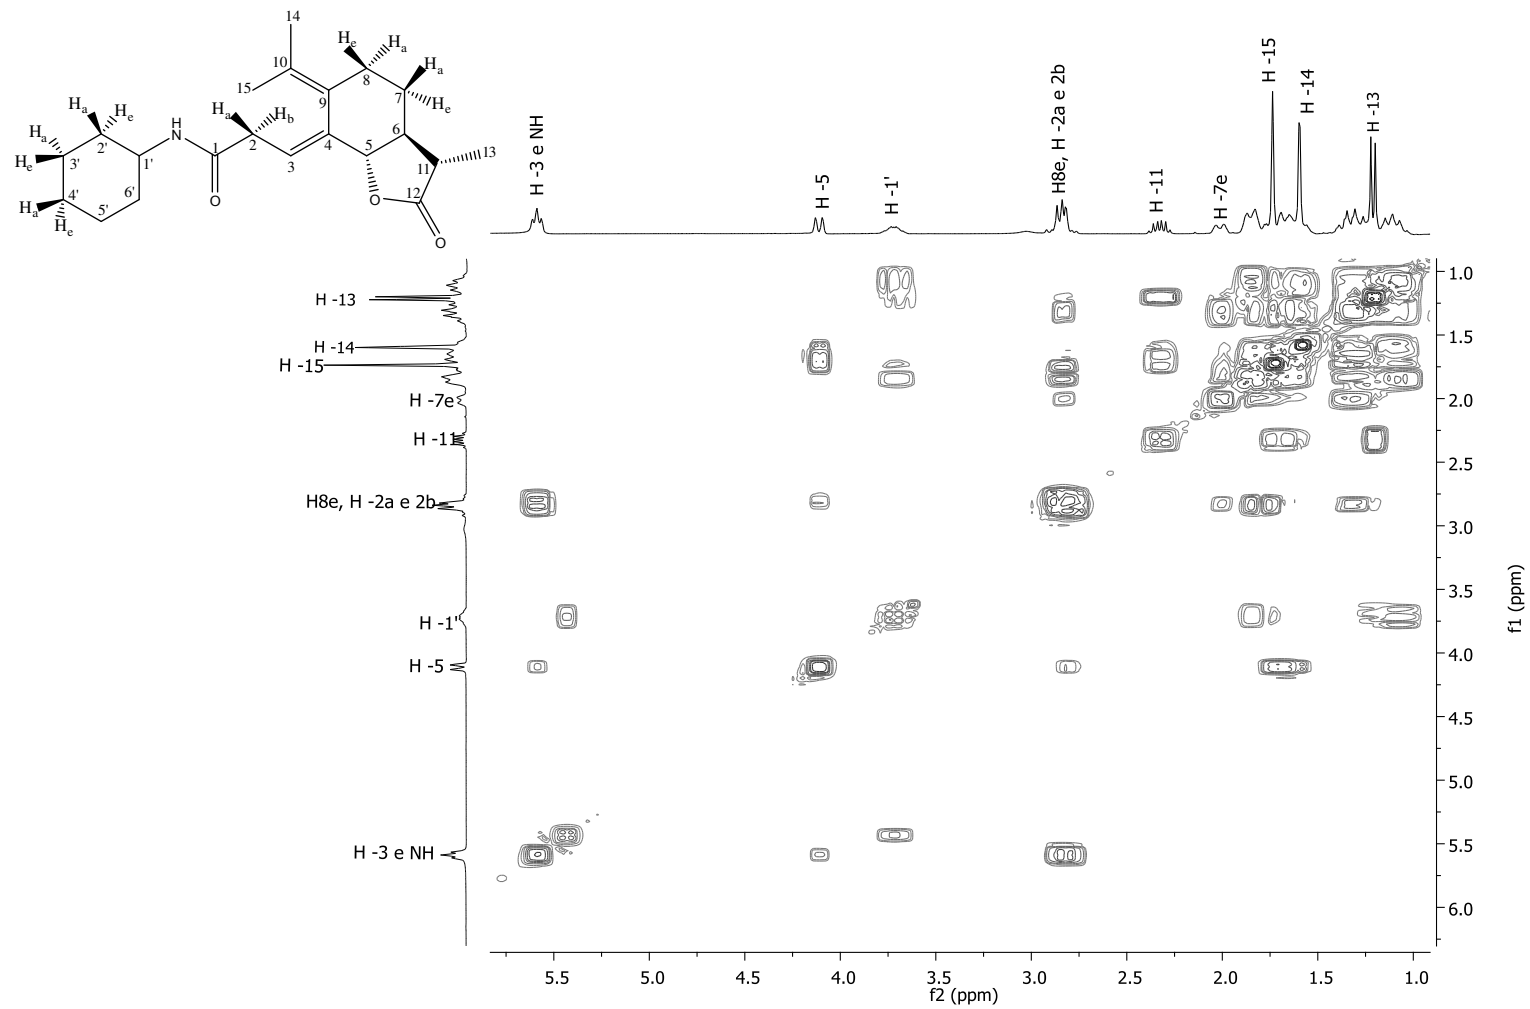 14
10
15
9
He
Ha
8
Ha
7
He
6
Ha
Hb
Ha
He
H
N
Ha
He
3'
2'
1'
1
2
3
4
5
11
13
12
O
O
O
4'
6'
5'
Ha
He
H -3 e NH
H -5
H -1'
H8e, H -2a e 2b
H -11
H -7e
H -15
H -14
H -13
H -13
H -14
H -15
H -7e
H -11
H8e, H -2a e 2b
H -1'
H -5
H -3 e NH
1.0
1.5
2.0
2.5
3.0
3.5
4.0
4.5
5.0
5.5
6.0
f1 (ppm)
5.5 5.0 4.5 4.0 3.5 3.0 2.5 2.0 1.5 1.0
f2 (ppm)